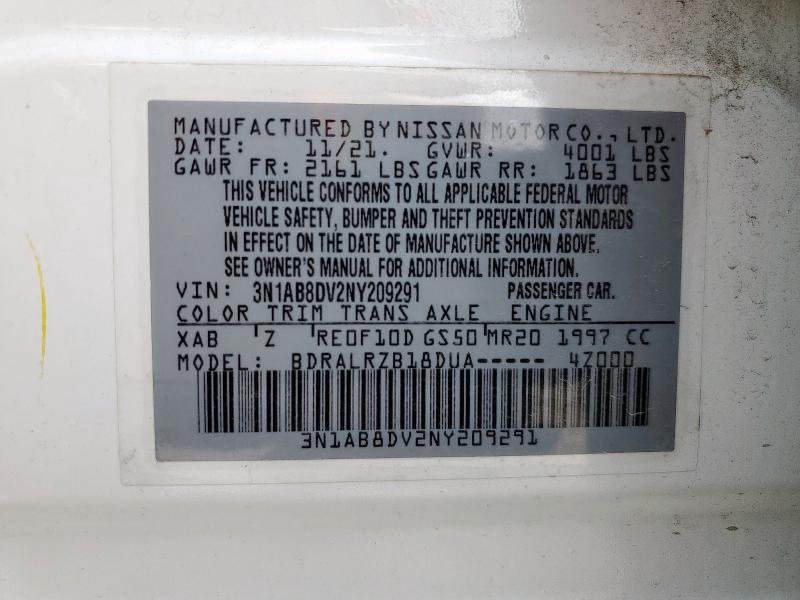 MANUFACTURED BY NISSAN MOTOR CO., LTD.
DATE: 11/21. GVWR: 4001 LBS
GAWR FR: 2161 LBS GAWR RR: 1863 LBS
THIS VEHICLE CONFORMS TO ALL APPLICABLE FEDERAL MOTOR
VEHICLE SAFETY, BUMPER AND THEFT PREVENTION STANDARDS
IN EFFECT ON THE DATE OF MANUFACTURE SHOWN ABOVE.
SEE OWNER'S MANUAL FOR ADDITIONAL INFORMATION.
VIN: 3N1AB8DV2NY209291 PASSENGER CAR.
COLOR TRIM TRANS AXLE ENGINE
XAB Z RE0F10D GS50 MR20 1997 CC
MODEL: BDRALRZB18DUA----- 4Z000
3N1AB8DV2NY209291